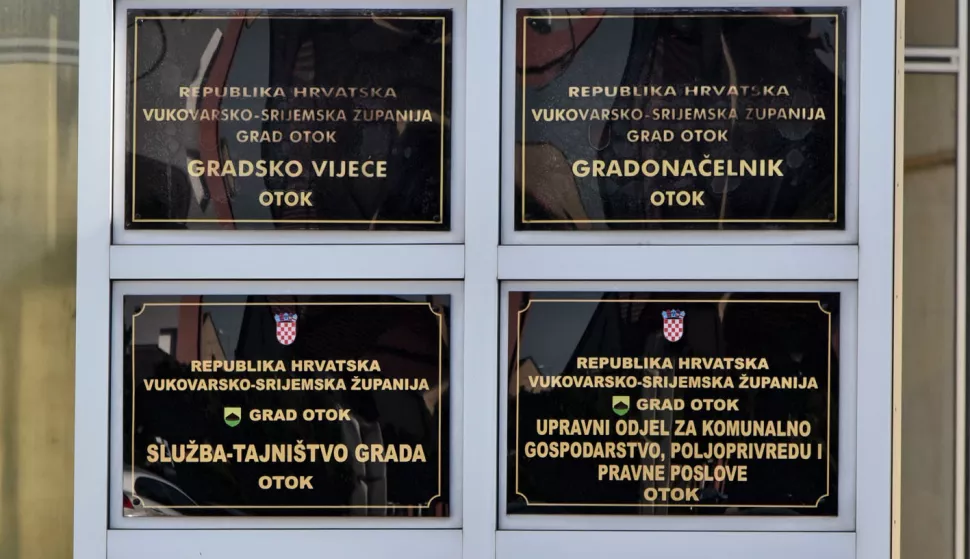 REPUBLIKA HRVATSKA
VUKOVARSKO-SRIJEMSKA ŽUPANIJA
GRAD OTOK
GRADSKO VIJEĆE
OTOK
REPUBLIKA HRVATSKA
VUKOVARSKO-SRIJEMSKA ŽUPANIJA
GRAD OTOK
GRADONAČELNIK
OTOK
REPUBLIKA HRVATSKA
VUKOVARSKO-SRIJEMSKA ŽUPANIJA
GRAD OTOK
SLUŽBA-TAJNIŠTVO GRADA
OTOK
REPUBLIKA HRVATSKA
VUKOVARSKO-SRIJEMSKA ŽUPANIJA
GRAD OTOK
UPRAVNI ODJEL ZA KOMUNALNO
GOSPODARSTVO, POLJOPRIVREDU I
PRAVNE POSLOVE
OTOK